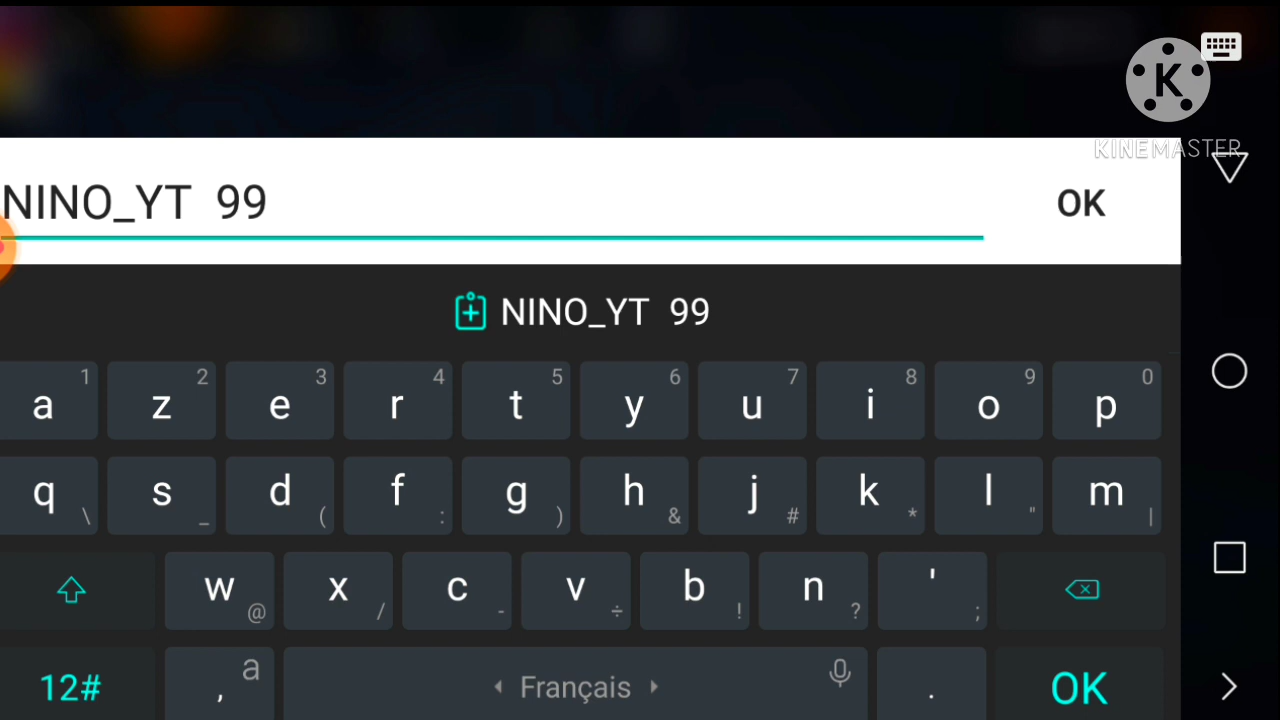 K
KINEMASTER
NINO_YT 99
OK
NINO_YT 99
a 1 z 2 e 3 r 4 t 5 y 6 u 7 i 8 o 9 p 0
q \ s _ d ( f : g ) h & j # k * l " m |
w @ x / c - v ÷ b ! n ? ' ;
12# , a Français . OK